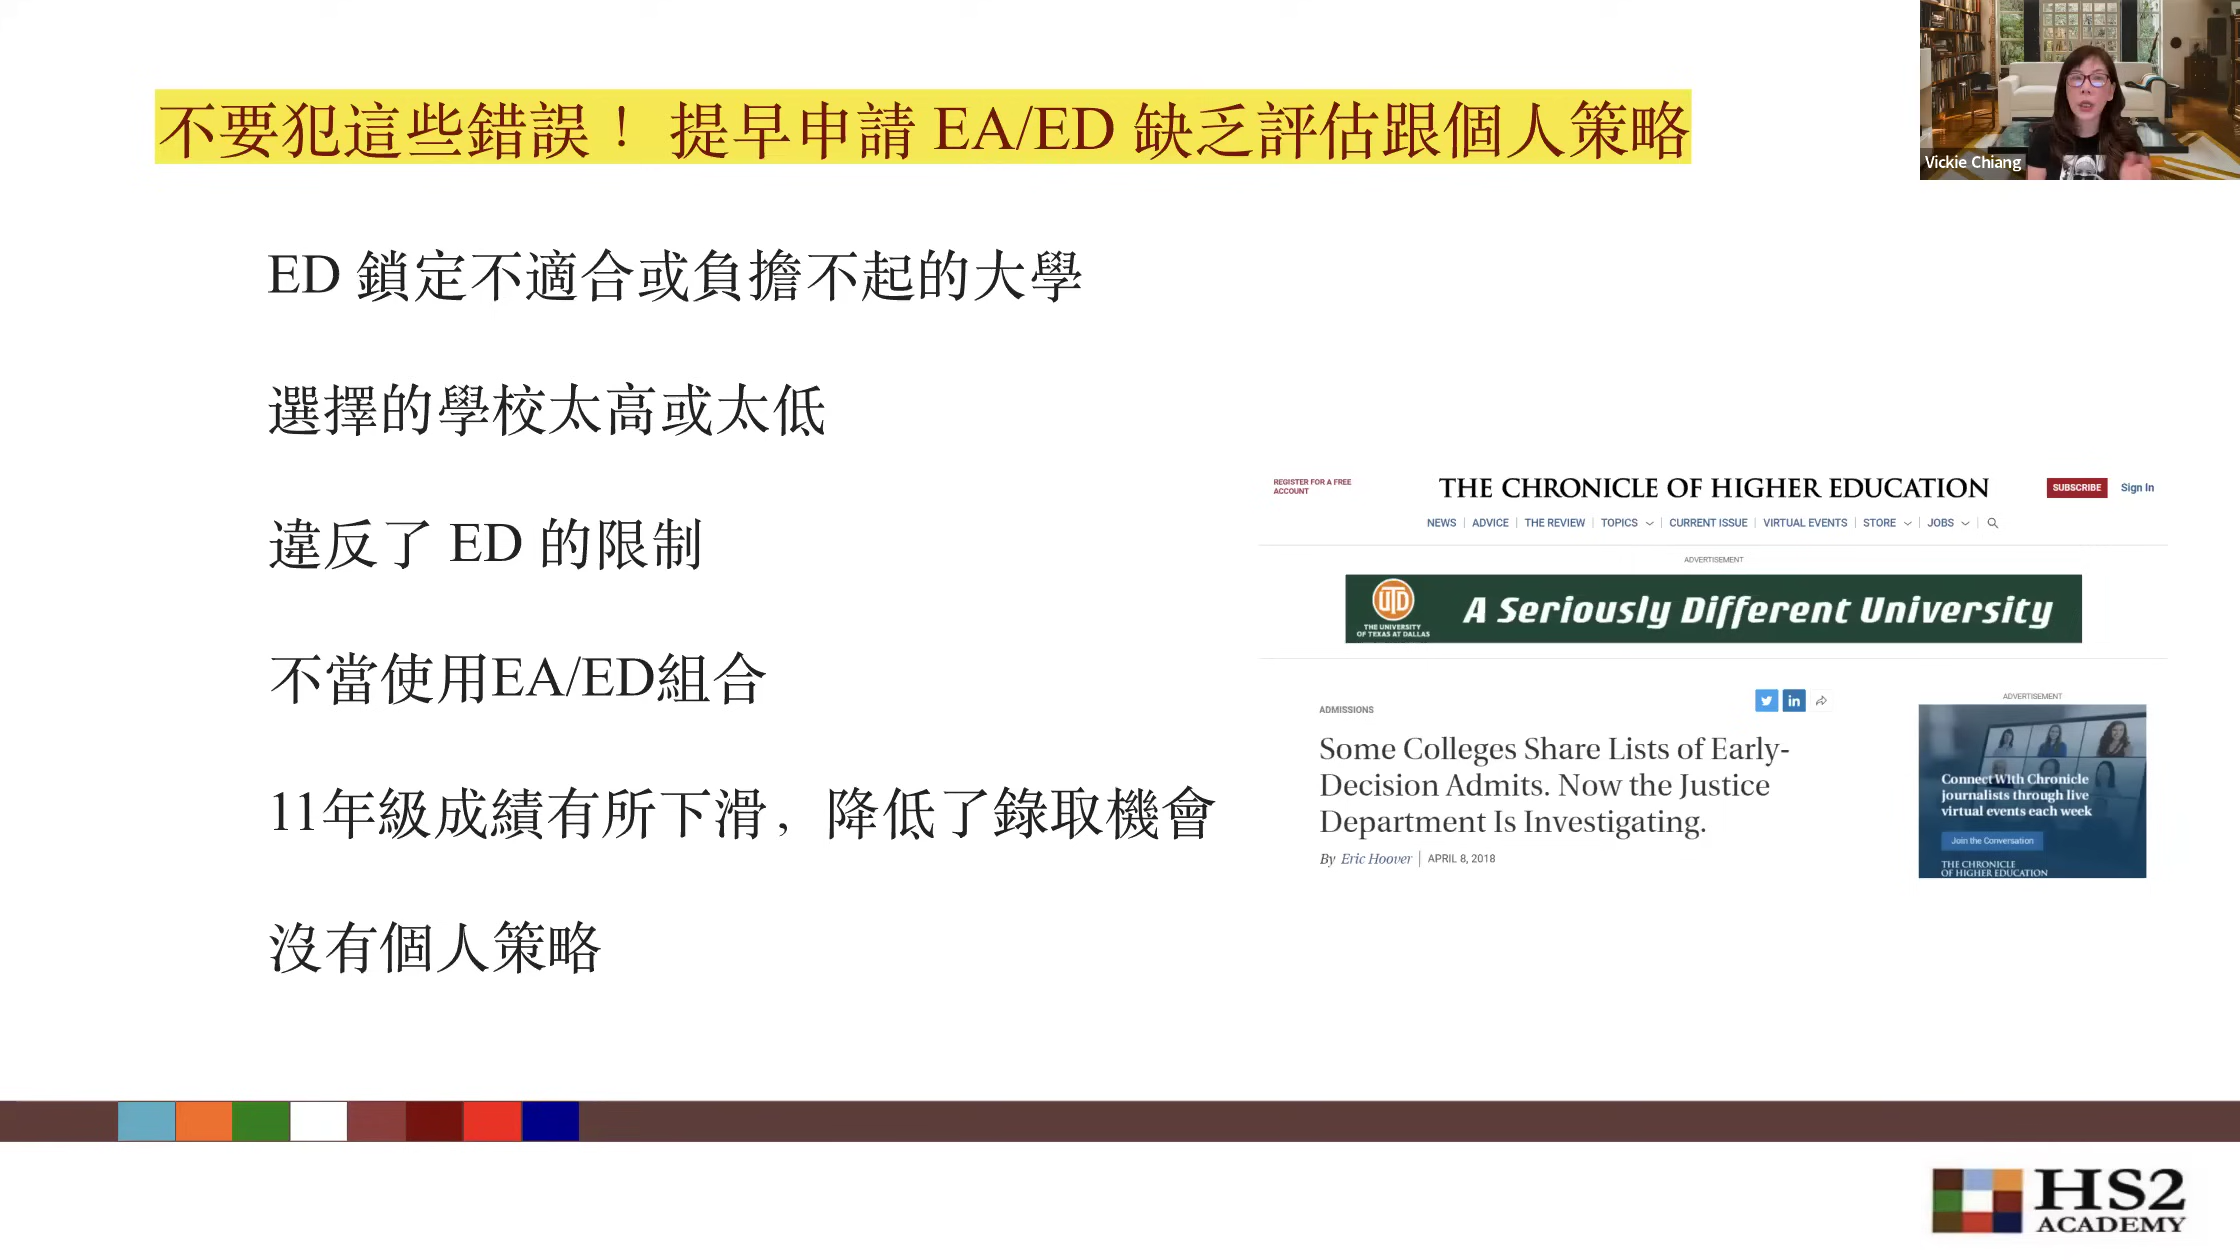 不要犯這些錯誤！ 提早申請 EA/ED 缺乏評估跟個人策略
Vickie Chiang
ED 鎖定不適合或負擔不起的大學
選擇的學校太高或太低
違反了 ED 的限制
不當使用EA/ED組合
11年級成績有所下滑，降低了錄取機會
沒有個人策略
REGISTER FOR A FREE
ACCOUNT
THE CHRONICLE OF HIGHER EDUCATION
SUBSCRIBE Sign In
NEWS ADVICE THE REVIEW TOPICS CURRENT ISSUE VIRTUAL EVENTS STORE JOBS
ADVERTISEMENT
UTD
THE UNIVERSITY
OF TEXAS AT DALLAS
A Seriously Different University
ADMISSIONS
in
Some Colleges Share Lists of Early-
Decision Admits. Now the Justice
Department Is Investigating.
By Eric Hoover | APRIL 8, 2018
ADVERTISEMENT
Connect With Chronicle
journalists through live
virtual events each week
Join the Conversation
THE CHRONICLE
OF HIGHER EDUCATION
HS2
ACADEMY